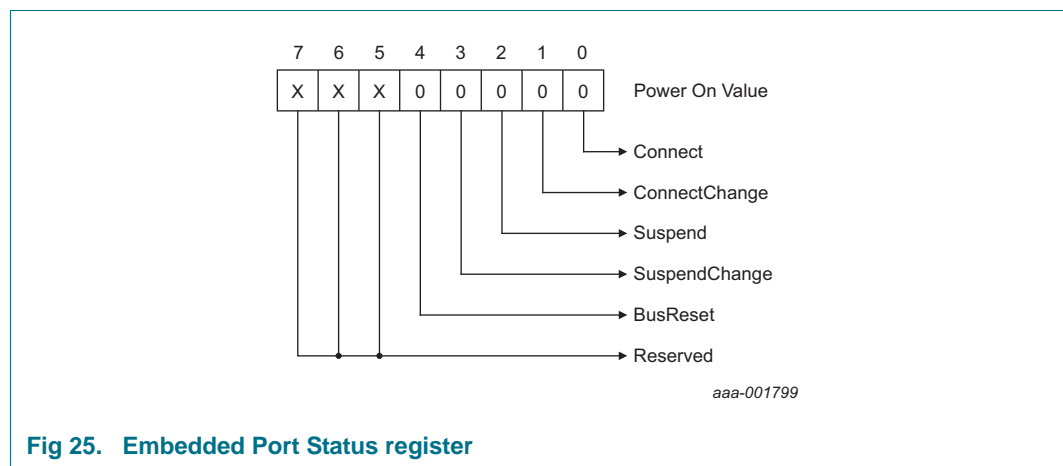 7 6 5 4 3 2 1 0
X X X 0 0 0 0 0 Power On Value
Connect
ConnectChange
Suspend
SuspendChange
BusReset
Reserved
aaa-001799
Fig 25. Embedded Port Status register